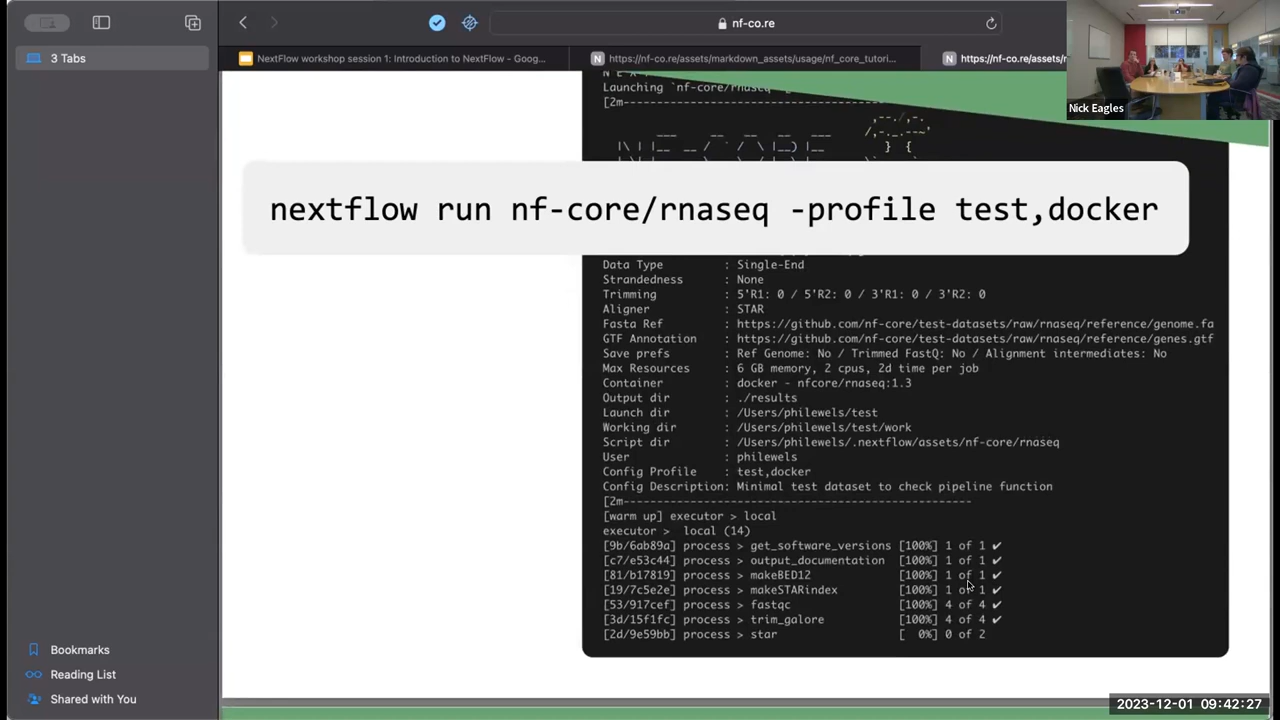 nf-co.re
3 Tabs
NextFlow workshop session 1: Introduction to NextFlow - Goog...
https://nf-co.re/assets/markdown_assets/usage/nf_core_tutori...
https://nf-co.re/assets/m
Nick Eagles
Launching `nf-core/rnaseq`
[2m-----------------------------------------------
nextflow run nf-core/rnaseq -profile test,docker
Data Type : Single-End
Strandedness : None
Trimming : 5'R1: 0 / 5'R2: 0 / 3'R1: 0 / 3'R2: 0
Aligner : STAR
Fasta Ref : https://github.com/nf-core/test-datasets/raw/rnaseq/reference/genome.fa
GTF Annotation : https://github.com/nf-core/test-datasets/raw/rnaseq/reference/genes.gtf
Save prefs : Ref Genome: No / Trimmed FastQ: No / Alignment intermediates: No
Max Resources : 6 GB memory, 2 cpus, 2d time per job
Container : docker - nfcore/rnaseq:1.3
Output dir : ./results
Launch dir : /Users/philewels/test
Working dir : /Users/philewels/test/work
Script dir : /Users/philewels/.nextflow/assets/nf-core/rnaseq
User : philewels
Config Profile : test,docker
Config Description: Minimal test dataset to check pipeline function
[2m--------------------------------------------------
[warm up] executor > local
executor > local (14)
[9b/6ab89a] process > get_software_versions [100%] 1 of 1 ✔
[c7/e53c44] process > output_documentation [100%] 1 of 1 ✔
[81/b17819] process > makeBED12 [100%] 1 of 1 ✔
[19/7c5e2e] process > makeSTARindex [100%] 1 of 1 ✔
[53/917cef] process > fastqc [100%] 4 of 4 ✔
[3d/15f1fc] process > trim_galore [100%] 4 of 4 ✔
[2d/9e59bb] process > star [ 0%] 0 of 2
Bookmarks
Reading List
Shared with You
2023-12-01 09:42:27